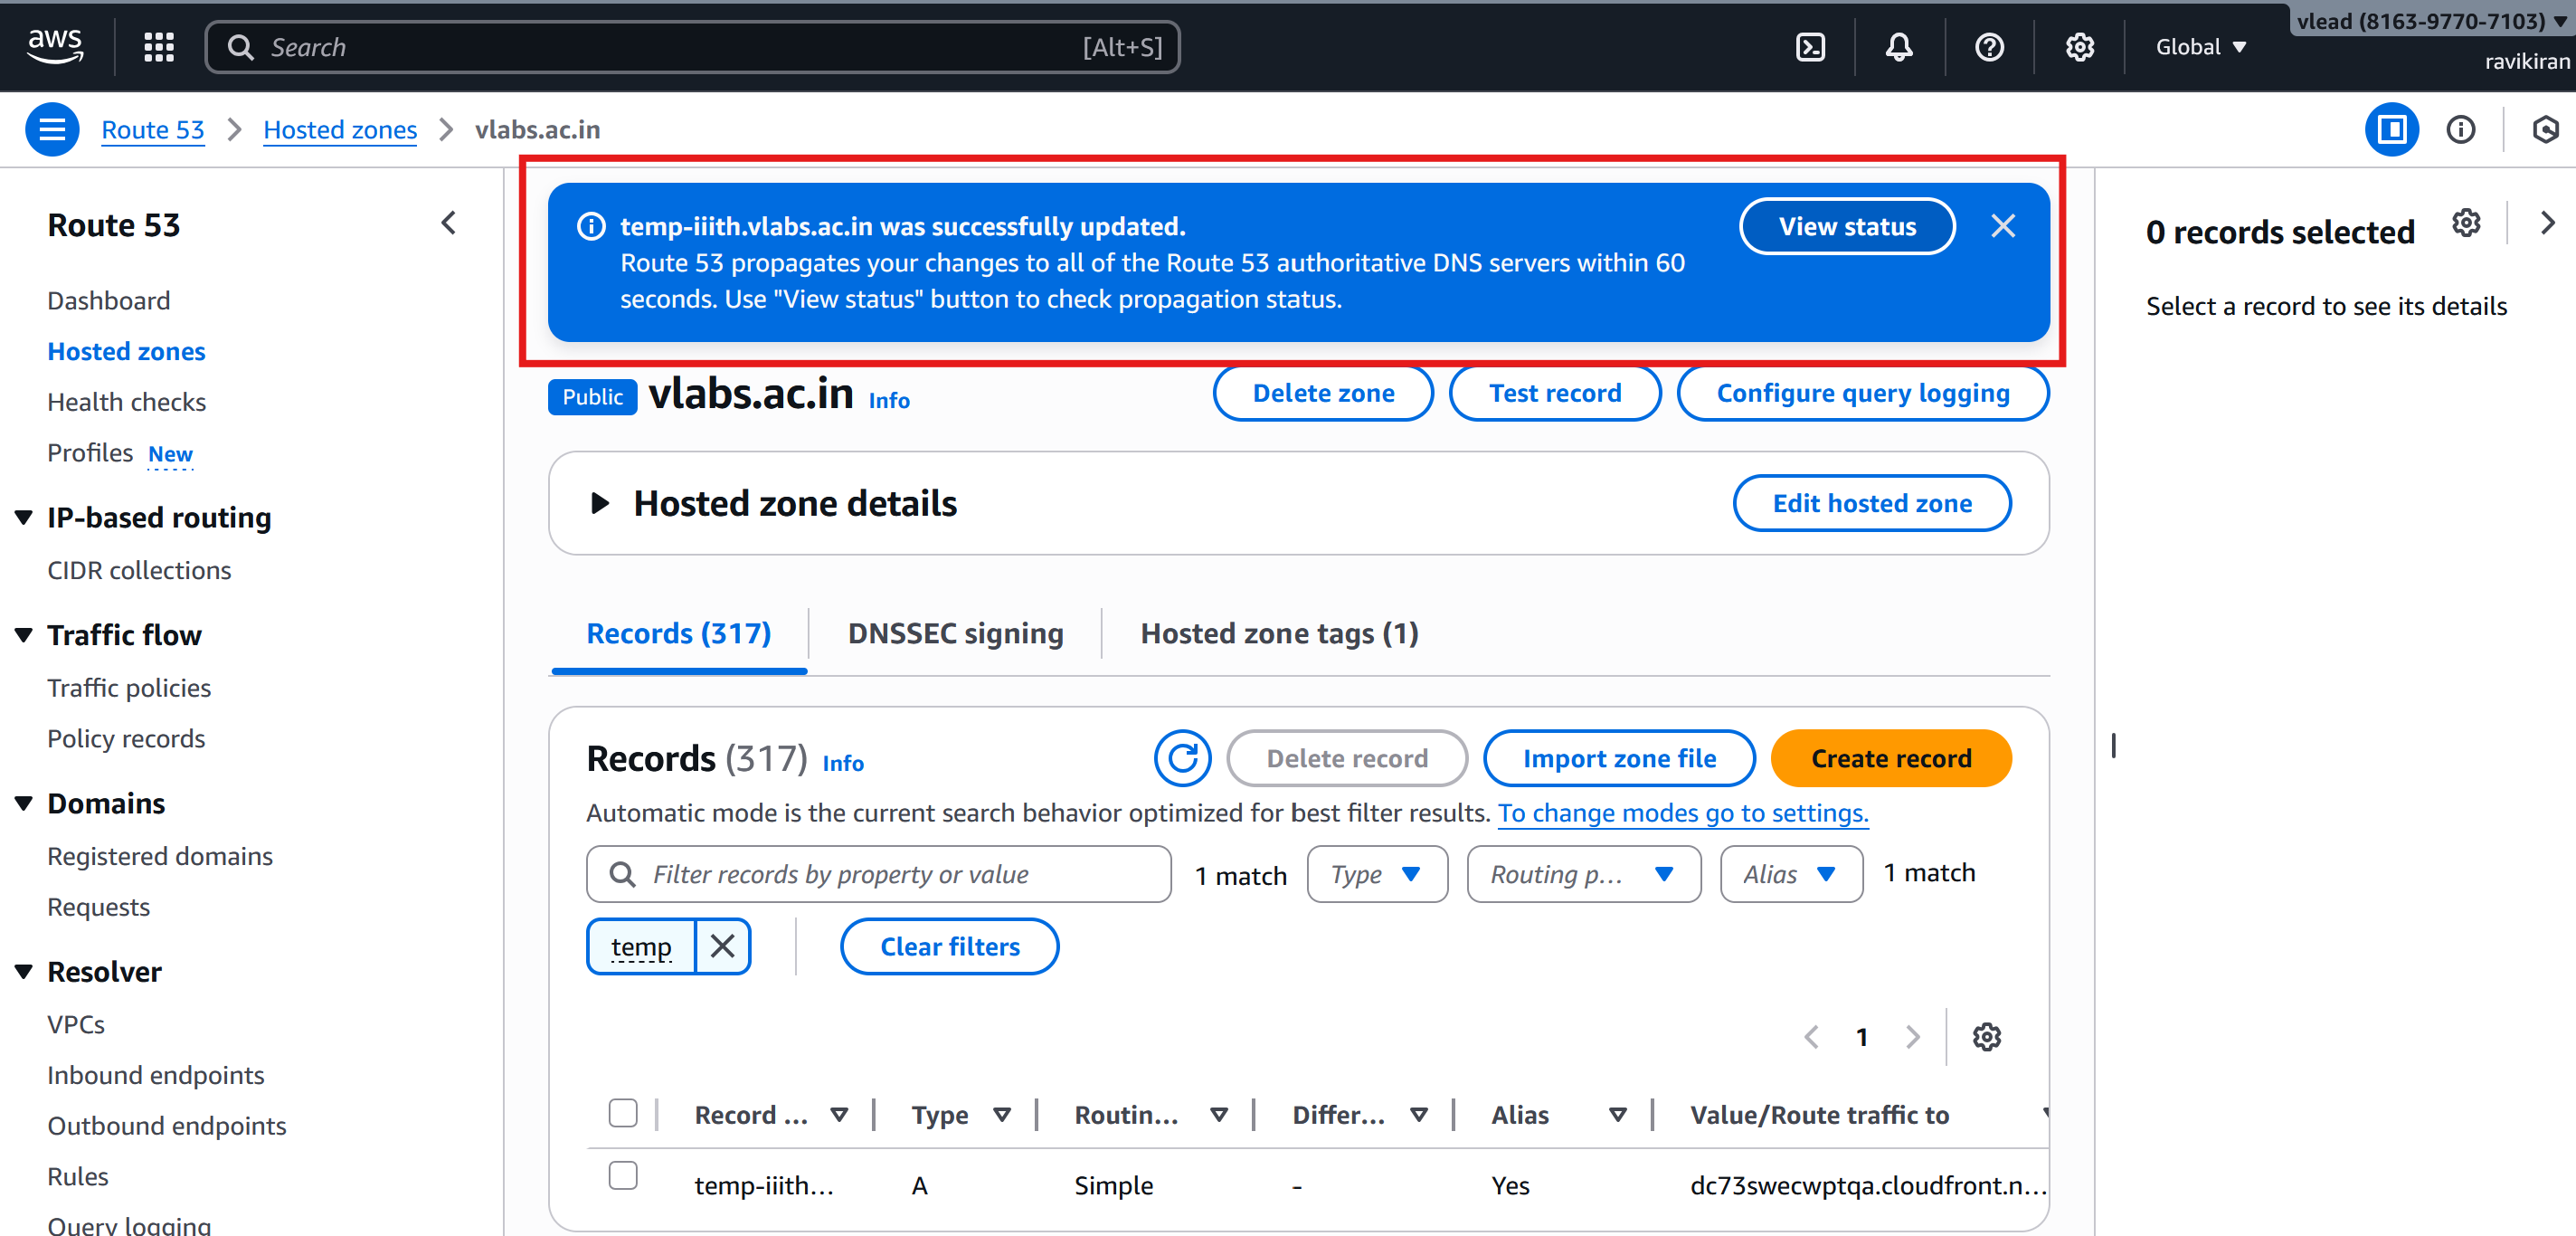 aws
Search [Alt+S]
Global
vlead (8163-9770-7103)
ravikiran
Route 53 Hosted zones vlabs.ac.in
Route 53
Dashboard
Hosted zones
Health checks
Profiles New
IP-based routing
CIDR collections
Traffic flow
Traffic policies
Policy records
Domains
Registered domains
Requests
Resolver
VPCs
Inbound endpoints
Outbound endpoints
Rules
Query logging
temp-iiith.vlabs.ac.in was successfully updated.
Route 53 propagates your changes to all of the Route 53 authoritative DNS servers within 60
seconds. Use "View status" button to check propagation status.
View status
Public vlabs.ac.in Info
Delete zone Test record Configure query logging
Hosted zone details Edit hosted zone
Records (317) DNSSEC signing Hosted zone tags (1)
Records (317) Info
Delete record Import zone file Create record
Automatic mode is the current search behavior optimized for best filter results. To change modes go to settings.
Filter records by property or value 1 match Type Routing p... Alias 1 match
temp Clear filters
1
Record ... Type Routin... Differ... Alias Value/Route traffic to
temp-iiith... A Simple - Yes dc73swecwptqa.cloudfront.n...
0 records selected
Select a record to see its details